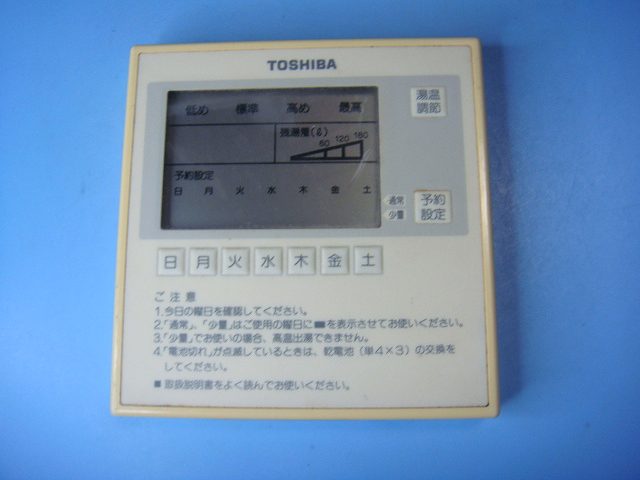 TOSHIBA
低め 標準 高め 最高
湯温
調節
残湯量(ℓ)
60 120 180
予約設定
日 月 火 水 木 金 土
通常
少量
予約
設定
日 月 火 水 木 金 土
ご注意
1.今日の曜日を確認してください。
2.「通常」、「少量」はご使用の曜日に■■を表示させてお使いください。
3.「少量」でお使いの場合、高温出湯できません。
4.「電池切れ」が点滅しているときは、乾電池(単4×3)の交換を
してください。
■取扱説明書をよく読んでお使いください。